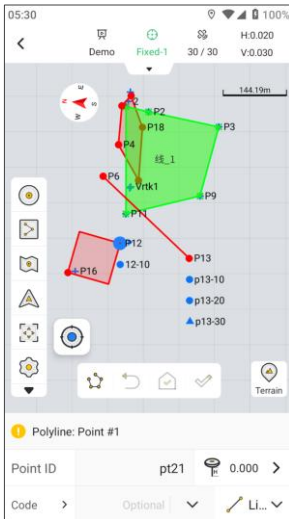 05:30 100%
Demo Fixed-1 30 / 30 H:0.020
V:0.030
N E S W
144.19m
2 P2
P18 P3
P4
线_1
P6 Vrtk1
P9
P11
P12
12-10 P13
P16
p13-10
p13-20
p13-30
Terrain
Polyline: Point #1
Point ID pt21 0.000
Code Optional Li...